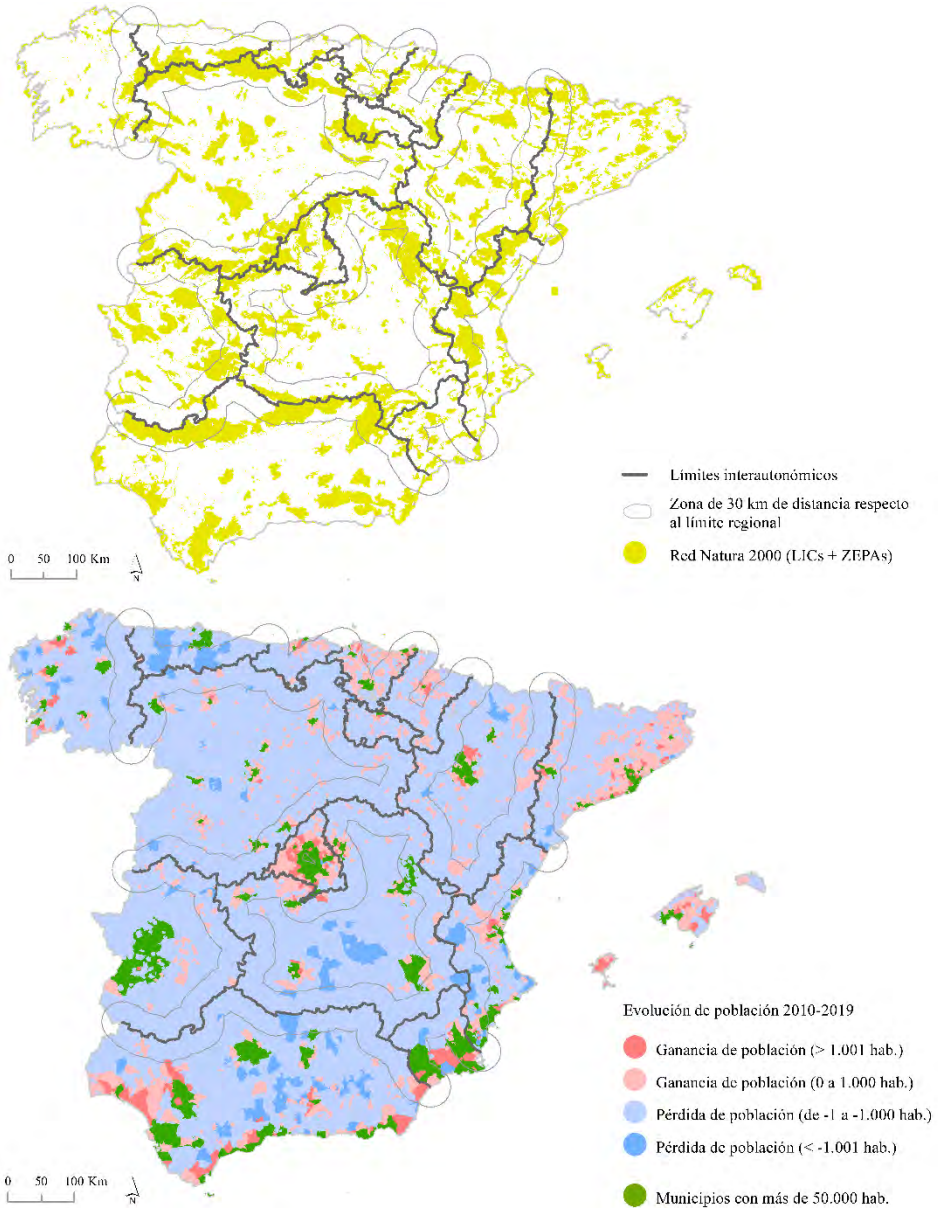 Límites interautonómicos
Zona de 30 km de distancia respecto
al límite regional
Red Natura 2000 (LICs + ZEPAs)
0 50 100 Km
N
Evolución de población 2010-2019
Ganancia de población (> 1.001 hab.)
Ganancia de población (0 a 1.000 hab.)
Pérdida de población (de -1 a -1.000 hab.)
Pérdida de población (< -1.001 hab.)
Municipios con más de 50.000 hab.
0 50 100 Km
N